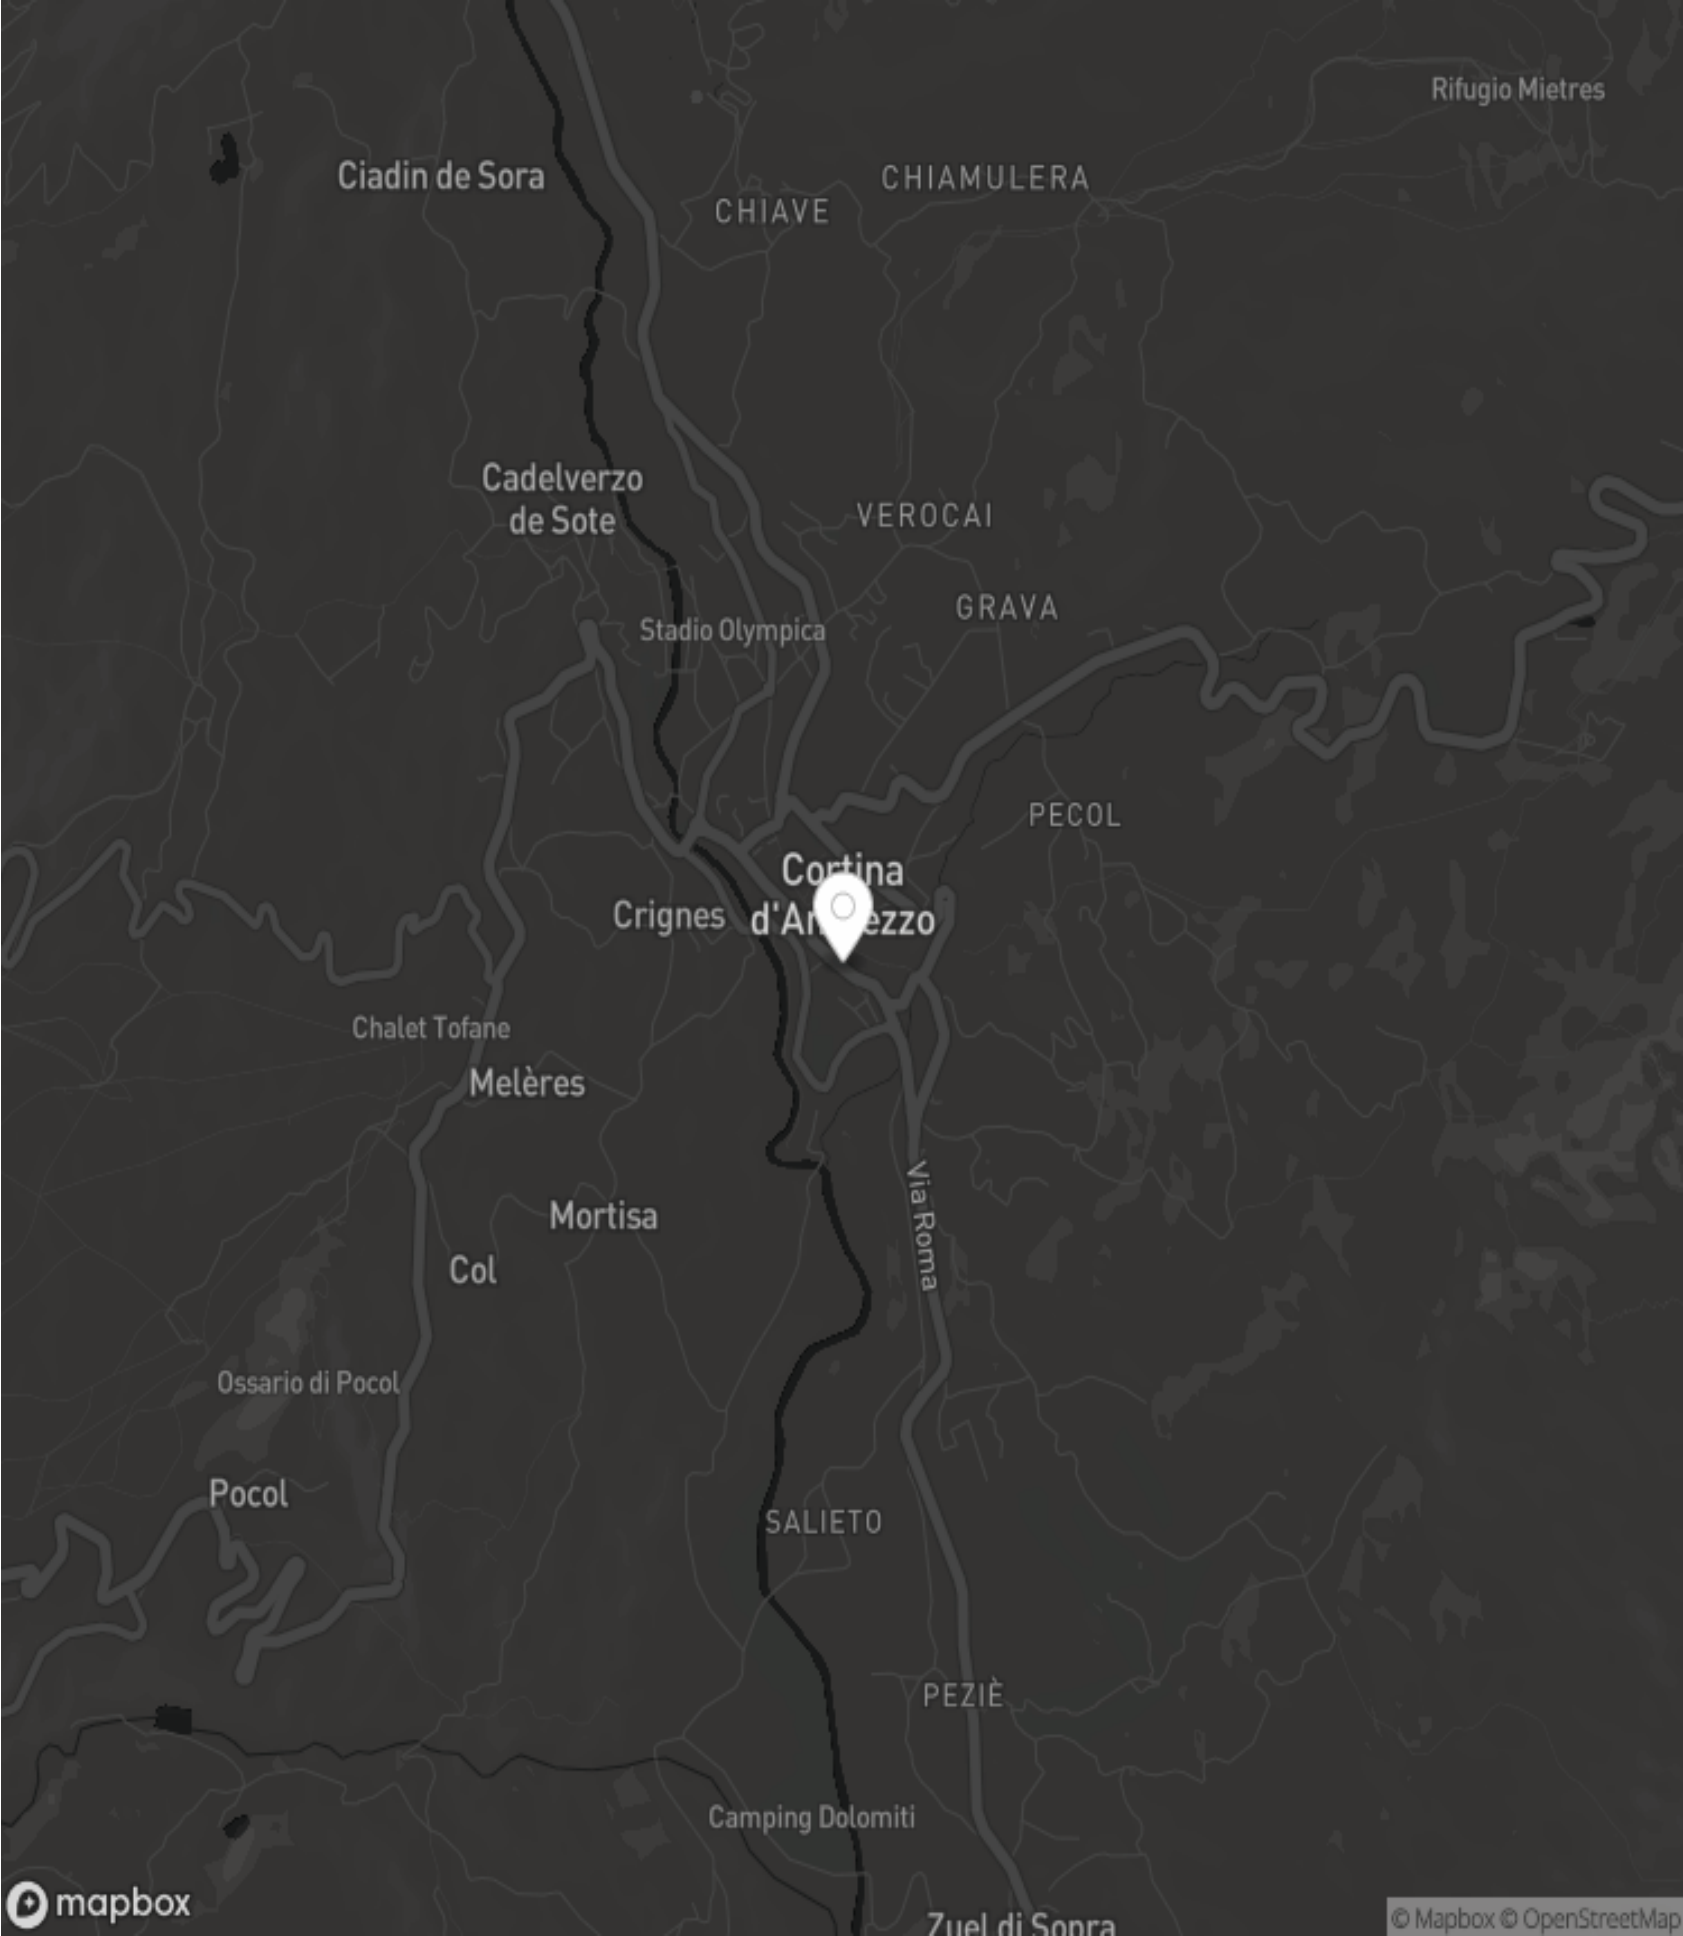 Rifugio Mietres
Ciadin de Sora
CHIAMULERA
CHIAVE
Cadelverzo
de Sote
VEROCAI
GRAVA
Stadio Olympica
PECOL
Cortina
Crignes
Chalet Tofane
Melères
Via Roma
Mortisa
Col
Ossario di Pocol
Pocol
SALIETO
PEZIÈ
Camping Dolomiti
mapbox
Zuel di Sopra
© Mapbox © OpenStreetMap